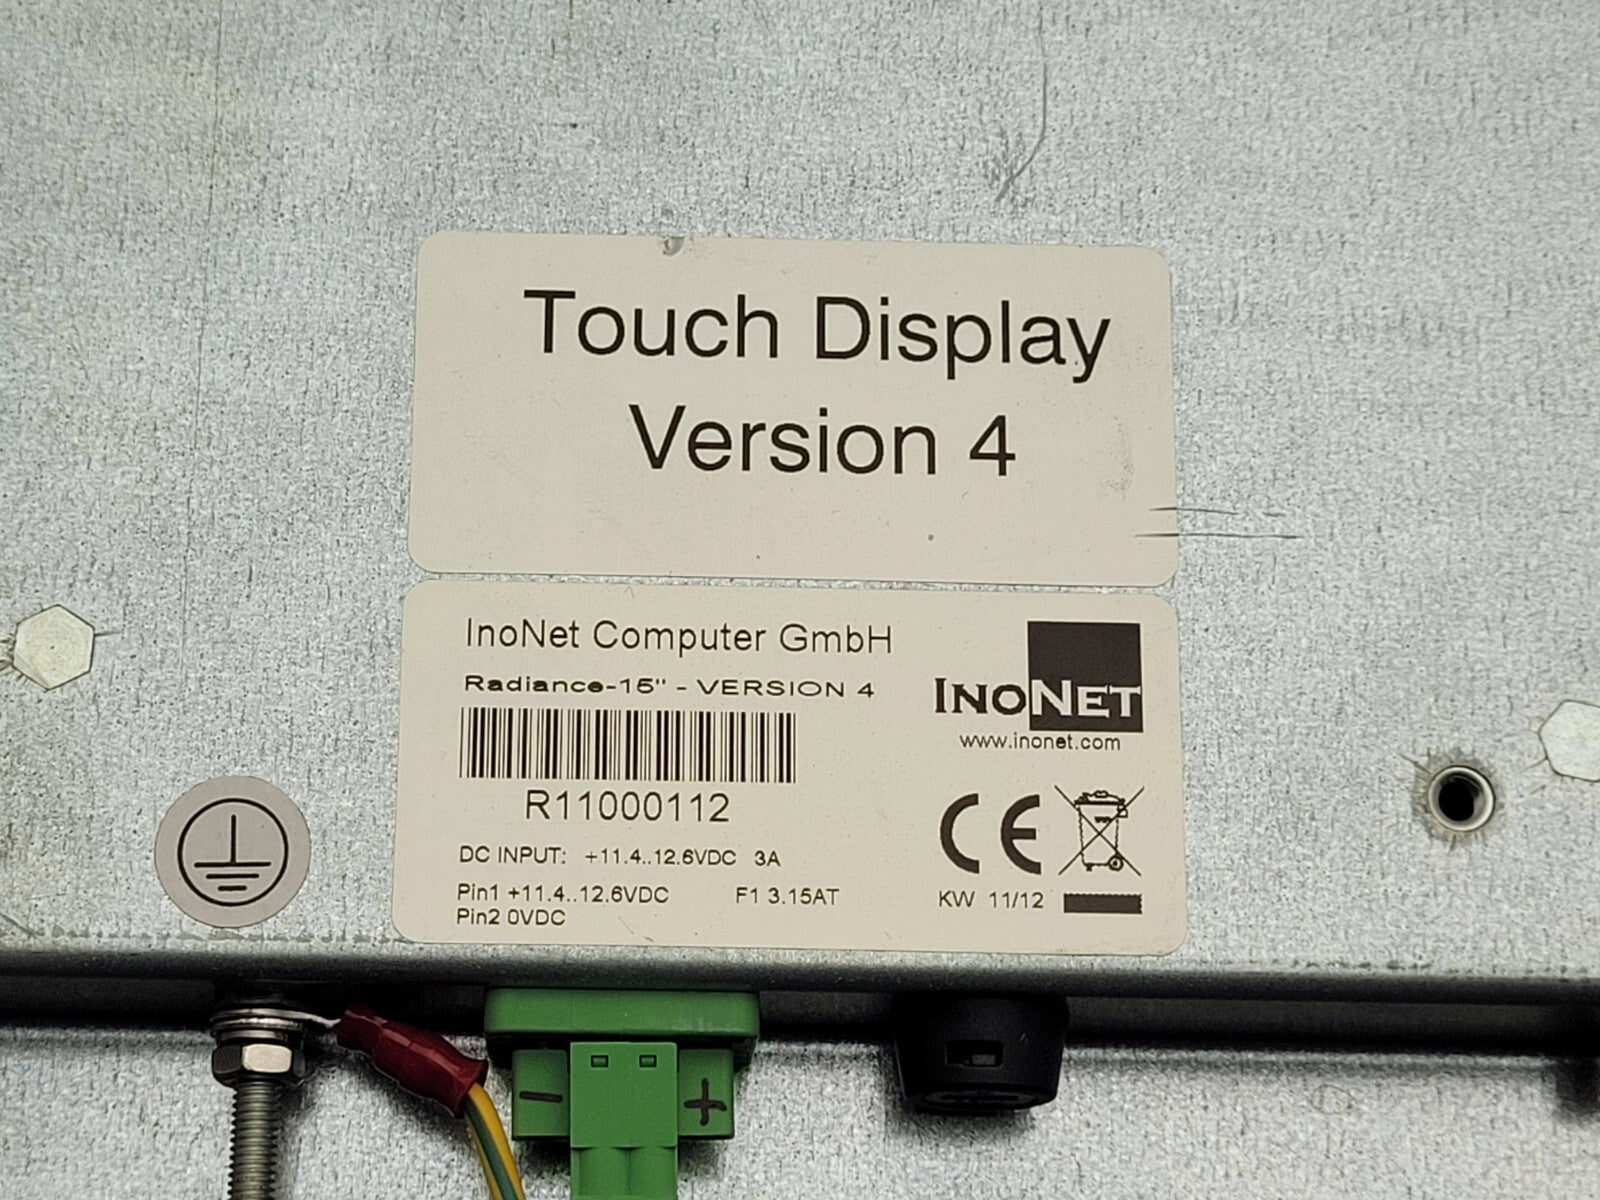 Touch Display
Version 4
InoNet Computer GmbH
Radiance-15" - VERSION 4
R11000112
DC INPUT: +11.4..12.6VDC 3A
Pin1 +11.4..12.6VDC F1 3.15AT
Pin2 0VDC
INONET
www.inonet.com
CE
KW 11/12
- +